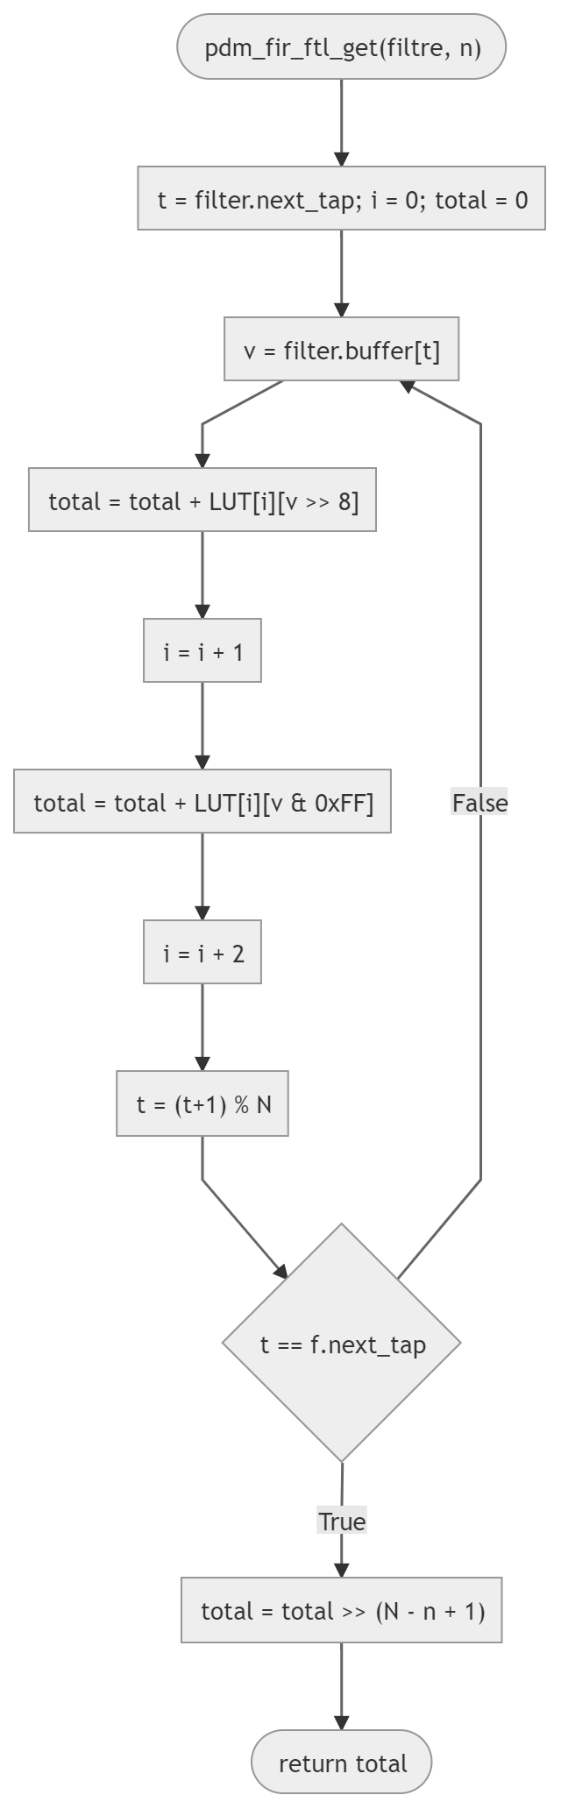 pdm_fir_ftl_get(filtre, n)
t = filter.next_tap; i = 0; total = 0
v = filter.buffer[t]
total = total + LUT[i][v >> 8]
i = i + 1
total = total + LUT[i][v & 0xFF]
False
i = i + 2
t = (t+1) % N
t == f.next_tap
True
total = total >> (N - n + 1)
return total